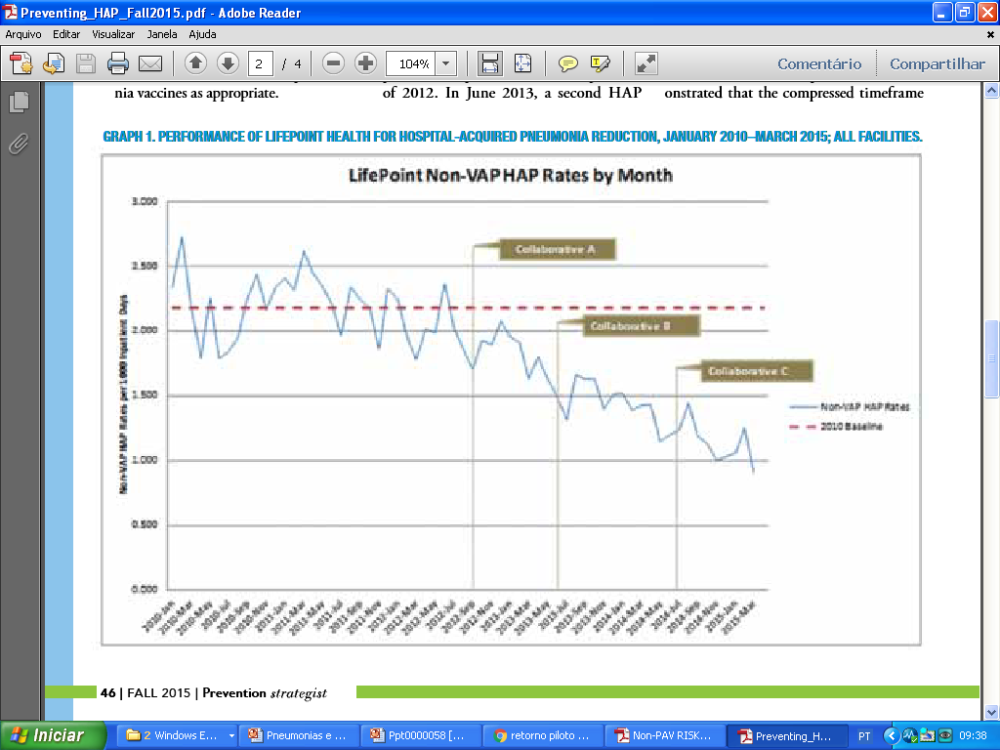 Preventing_HAP_Fall2015.pdf - Adobe Reader
Arquivo Editar Visualizar Janela Ajuda
2 / 4 104% Comentário Compartilhar
nia vaccines as appropriate.
of 2012. In June 2013, a second HAP
onstrated that the compressed timeframe
GRAPH 1. PERFORMANCE OF LIFEPOINT HEALTH FOR HOSPITAL-ACQUIRED PNEUMONIA REDUCTION, JANUARY 2010–MARCH 2015; ALL FACILITIES.
LifePoint Non-VAP HAP Rates by Month
3.000
2.500
2.000
1.500
1.000
0.500
0.000
Non-VAP HAP Rates per 1000 Inpatient Days
Collaborative A
Collaborative B
Collaborative C
Non-VAP HAP Rates
2010 Baseline
2010-Jan
2010-Mar
2010-May
2010-Jul
2010-Sep
2010-Nov
2011-Jan
2011-Mar
2011-May
2011-Jul
2011-Sep
2011-Nov
2012-Jan
2012-Mar
2012-May
2012-Jul
2012-Sep
2012-Nov
2013-Jan
2013-Mar
2013-May
2013-Jul
2013-Sep
2013-Nov
2014-Jan
2014-Mar
2014-May
2014-Jul
2014-Sep
2014-Nov
2015-Jan
2015-Mar
46 | FALL 2015 | Prevention strategist
Iniciar 2 Windows E... Pneumonias e ... Ppt0000058 [... retorno piloto ... Non-PAV RISK... Preventing_H... PT 09:38